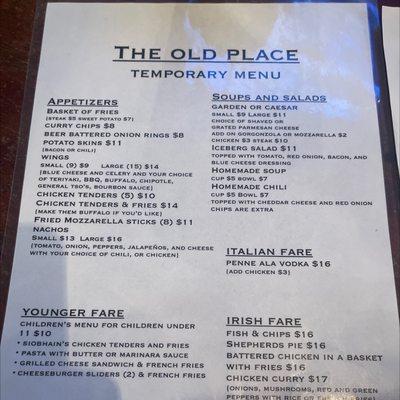 THE OLD PLACE
TEMPORARY MENU
APPETIZERS
BASKET OF FRIES
(STEAK $5 SWEET POTATO $7)
CURRY CHIPS $8
BEER BATTERED ONION RINGS $8
POTATO SKINS $11
(BACON OR CHILI)
WINGS
SMALL (9) $9 LARGE (15) $14
(BLUE CHEESE AND CELERY AND YOUR CHOICE
OF TERIYAKI, BBQ, BUFFALO, CHIPOTLE,
GENERAL TSO'S, BOURBON SAUCE)
CHICKEN TENDERS (5) $10
CHICKEN TENDERS & FRIES $14
(MAKE THEM BUFFALO IF YOU'D LIKE)
FRIED MOZZARELLA STICKS (8) $11
NACHOS
SMALL $13 LARGE $16
(TOMATO, ONION, PEPPERS, JALAPEÑOS, AND CHEESE
WITH YOUR CHOICE OF CHILI, OR CHICKEN)
SOUPS AND SALADS
GARDEN OR CAESAR
SMALL $9 LARGE $11
CHOICE OF SHAVED OR
GRATED PARMESAN CHEESE
ADD ON GORGONZOLA OR MOZZARELLA $2
CHICKEN $3 STEAK $10
ICEBERG SALAD $11
TOPPED WITH TOMATO, RED ONION, BACON, AND
BLUE CHEESE DRESSING
HOMEMADE SOUP
CUP $5 BOWL $7
HOMEMADE CHILI
CUP $5 BOWL $7
TOPPED WITH CHEDDAR CHEESE AND RED ONION
CHIPS ARE EXTRA
ITALIAN FARE
PENNE ALA VODKA $16
(ADD CHICKEN $3)
YOUNGER FARE
CHILDREN'S MENU FOR CHILDREN UNDER
11 $10
• SIOBHAIN'S CHICKEN TENDERS AND FRIES
• PASTA WITH BUTTER OR MARINARA SAUCE
• GRILLED CHEESE SANDWICH & FRENCH FRIES
• CHEESEBURGER SLIDERS (2) & FRENCH FRIES
IRISH FARE
FISH & CHIPS $16
SHEPHERDS PIE $16
BATTERED CHICKEN IN A BASKET
WITH FRIES $16
CHICKEN CURRY $17
(ONIONS, MUSHROOMS, RED AND GREEN
PEPPERS WITH RICE OR